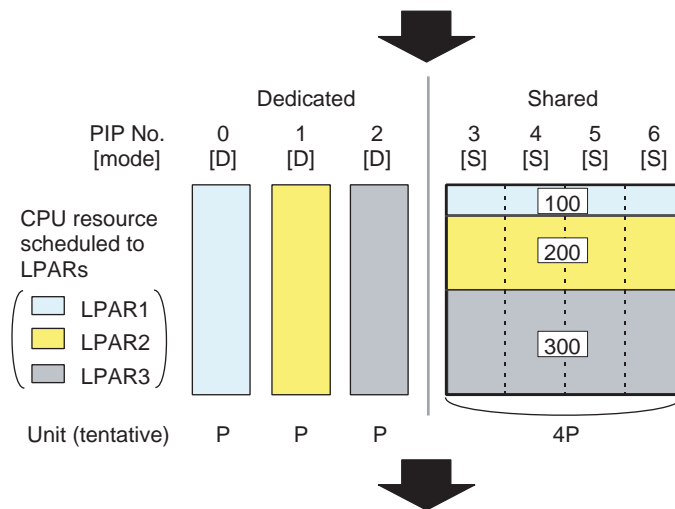 Dedicated Shared
PIP No. 0 1 2 3 4 5 6
[mode] [D] [D] [D] [S] [S] [S] [S]
100
CPU resource
scheduled to
LPARs
200
LPAR1
LPAR2
LPAR3
300
Unit (tentative) P P P 4P